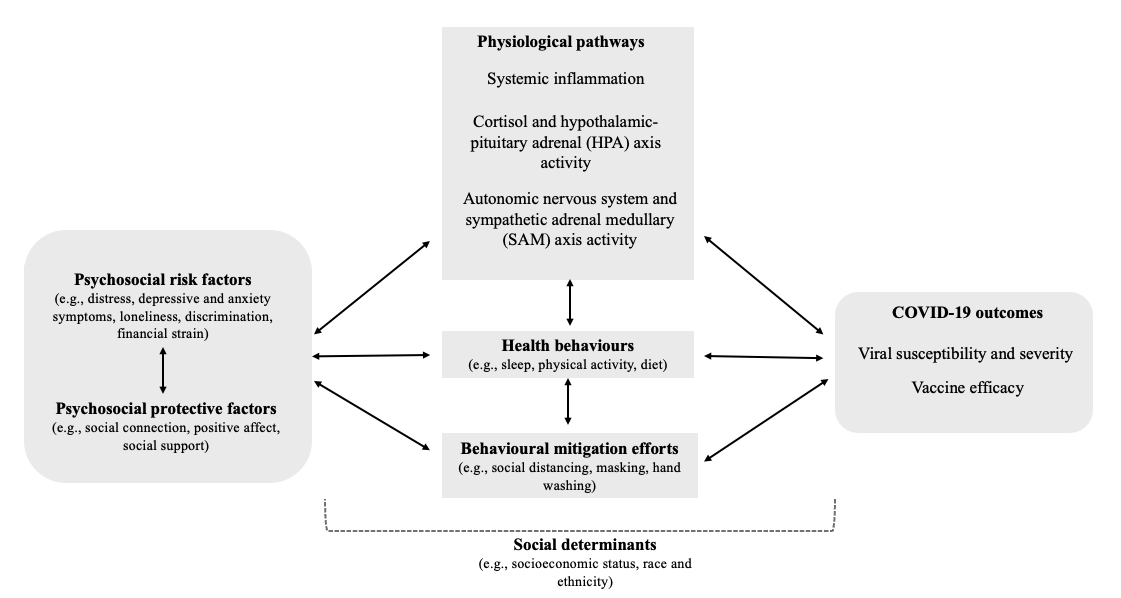 Physiological pathways
Systemic inflammation
Cortisol and hypothalamic-
pituitary adrenal (HPA) axis
activity
Autonomic nervous system and
sympathetic adrenal medullary
(SAM) axis activity
Psychosocial risk factors
(e.g., distress, depressive and anxiety
symptoms, loneliness, discrimination,
financial strain)
Psychosocial protective factors
(e.g., social connection, positive affect,
social support)
Health behaviours
(e.g., sleep, physical activity, diet)
Behavioural mitigation efforts
(e.g., social distancing, masking, hand
washing)
COVID-19 outcomes
Viral susceptibility and severity
Vaccine efficacy
Social determinants
(e.g., socioeconomic status, race and
ethnicity)